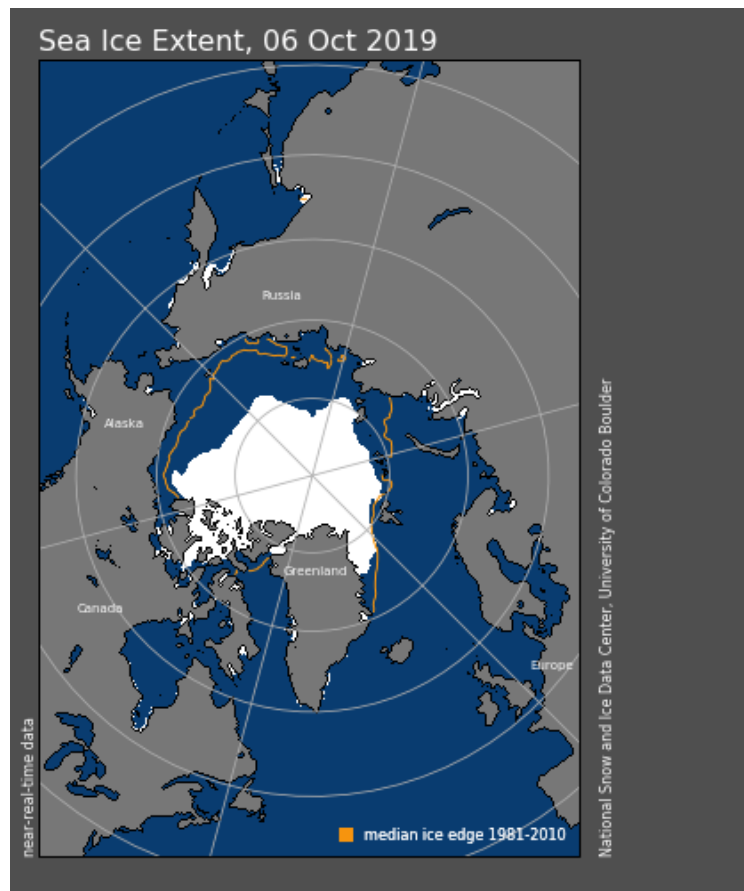 Sea Ice Extent, 06 Oct 2019
Russia
Alaska
Greenland
Canada
Europe
near-real-time data
median ice edge 1981-2010
National Snow and Ice Data Center, University of Colorado Boulder